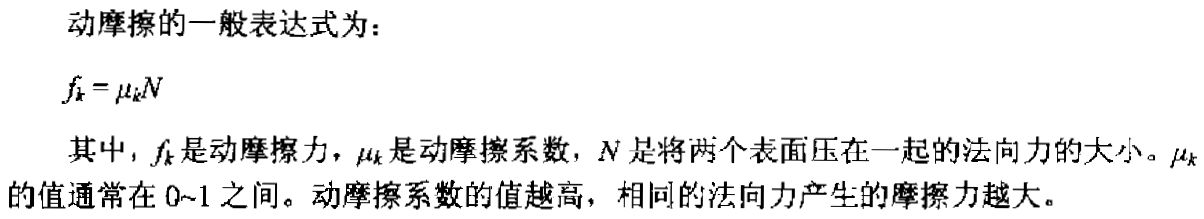 动摩擦的一般表达式为：
fₖ = μₖN
其中，fₖ是动摩擦力，μₖ是动摩擦系数，N 是将两个表面压在一起的法向力的大小。μₖ
的值通常在 0~1 之间。动摩擦系数的值越高，相同的法向力产生的摩擦力越大。